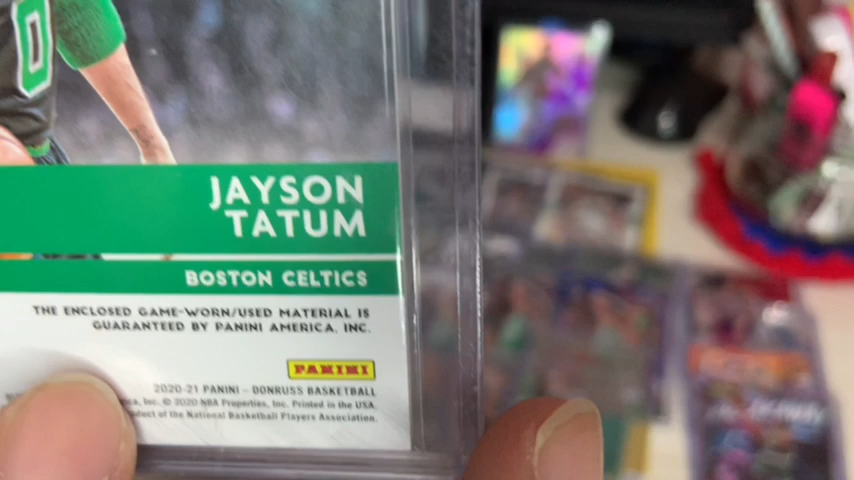 JAYSON
TATUM
BOSTON CELTICS
THE ENCLOSED GAME-WORN/USED MATERIAL IS
GUARANTEED BY PANINI AMERICA, INC.
PANINI
2020-21 PANINI – DONRUSS BASKETBALL
Inc. © 2020 NBA Properties, Inc. Printed in the USA.
of the National Basketball Players Association.